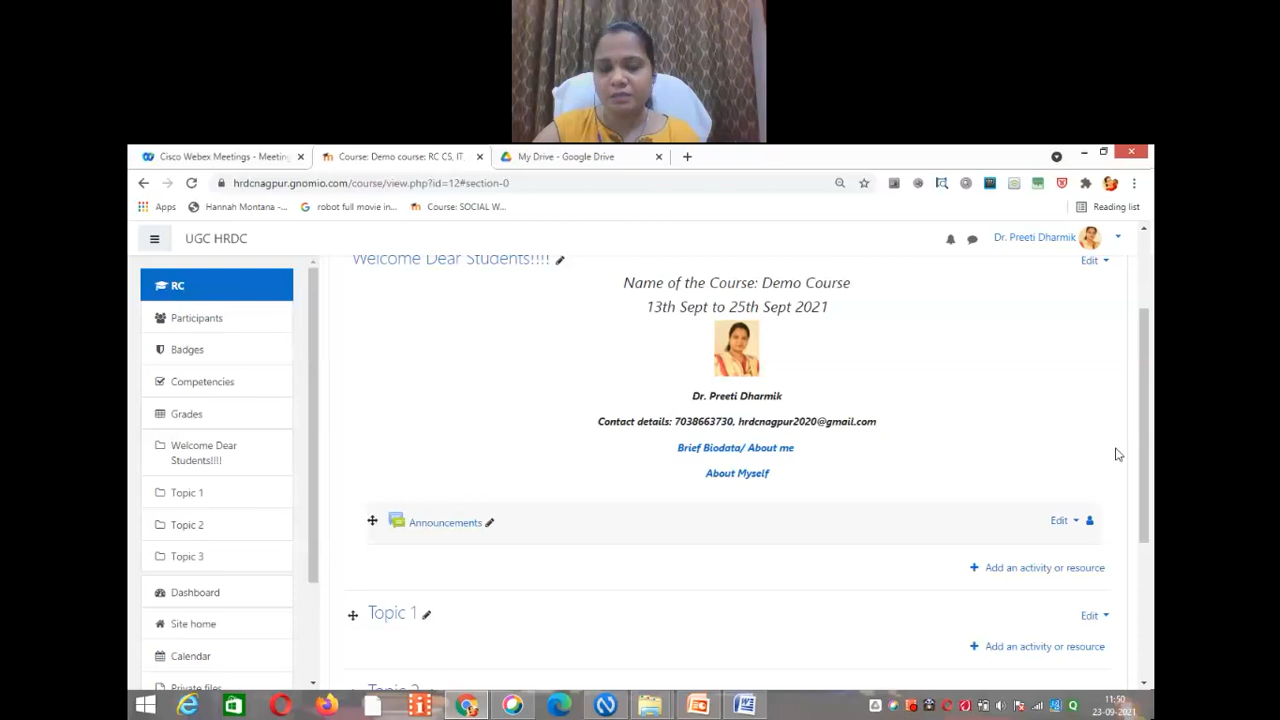 Cisco Webex Meetings - Meeting
Course: Demo course: RC CS, IT
My Drive - Google Drive
hrdcnagpur.gnomio.com/course/view.php?id=12#section-0
Apps
Hannah Montana -...
robot full movie in...
Course: SOCIAL W...
Reading list
UGC HRDC
Dr. Preeti Dharmik
RC
Participants
Badges
Competencies
Grades
Welcome Dear
Students!!!!
Topic 1
Topic 2
Topic 3
Dashboard
Site home
Calendar
Private files
Welcome Dear Students!!!!
Edit
Name of the Course: Demo Course
13th Sept to 25th Sept 2021
Dr. Preeti Dharmik
Contact details: 7038663730, hrdcnagpur2020@gmail.com
Brief Biodata/ About me
About Myself
Announcements
Edit
Add an activity or resource
Topic 1
Edit
Add an activity or resource
Topic 2
11:50
23-09-2021